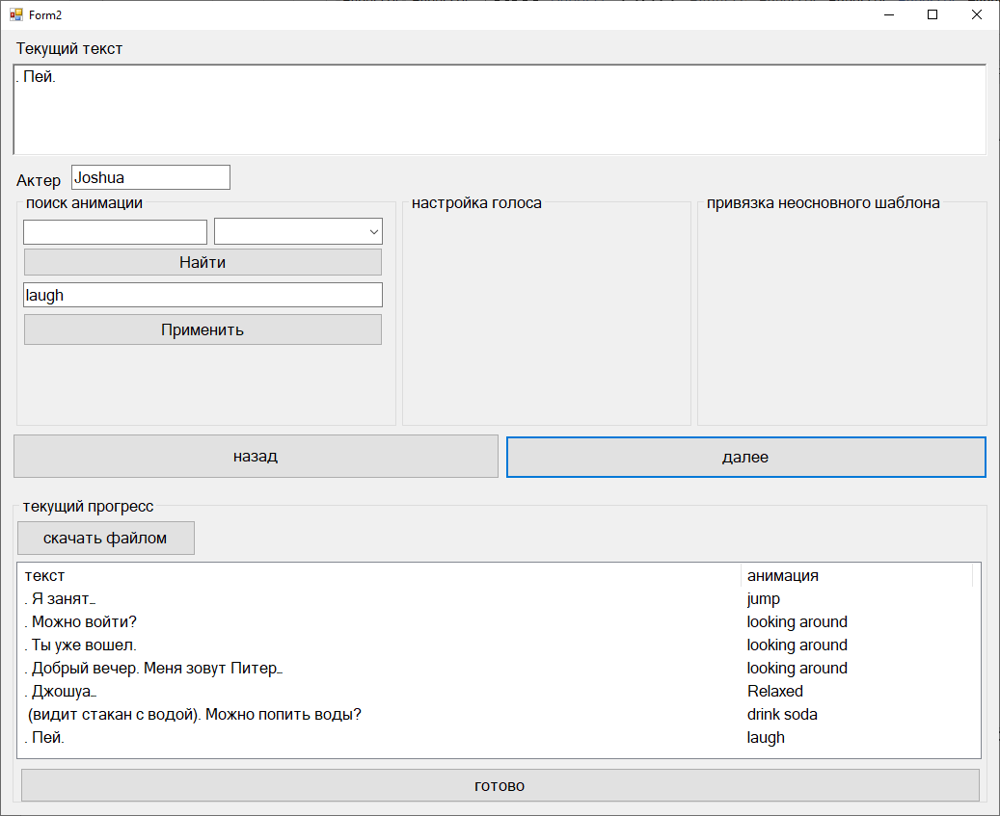 Form2
Текущий текст
. Пей.
Актер Joshua
поиск анимации
настройка голоса
привязка неосновного шаблона
Найти
laugh
Применить
назад
далее
текущий прогресс
скачать файлом
текст анимация
. Я занят… jump
. Можно войти? looking around
. Ты уже вошел. looking around
. Добрый вечер. Меня зовут Питер… looking around
. Джошуа… Relaxed
(видит стакан с водой). Можно попить воды? drink soda
. Пей. laugh
готово